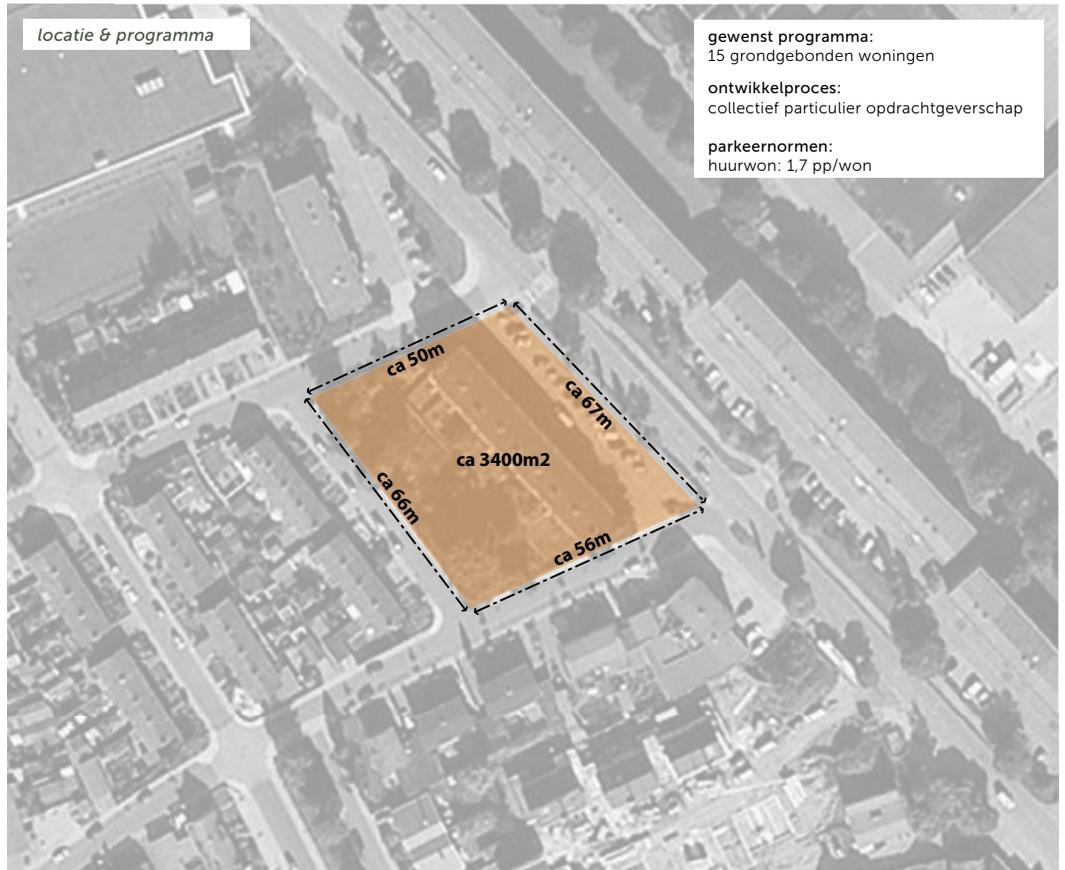 locatie & programma
gewenst programma:
15 grondgebonden woningen
ontwikkelproces:
collectief particulier opdrachtgeverschap
parkeernormen:
huurwon: 1,7 pp/won
ca 50m
ca 67m
ca 3400m2
ca 66m
ca 56m